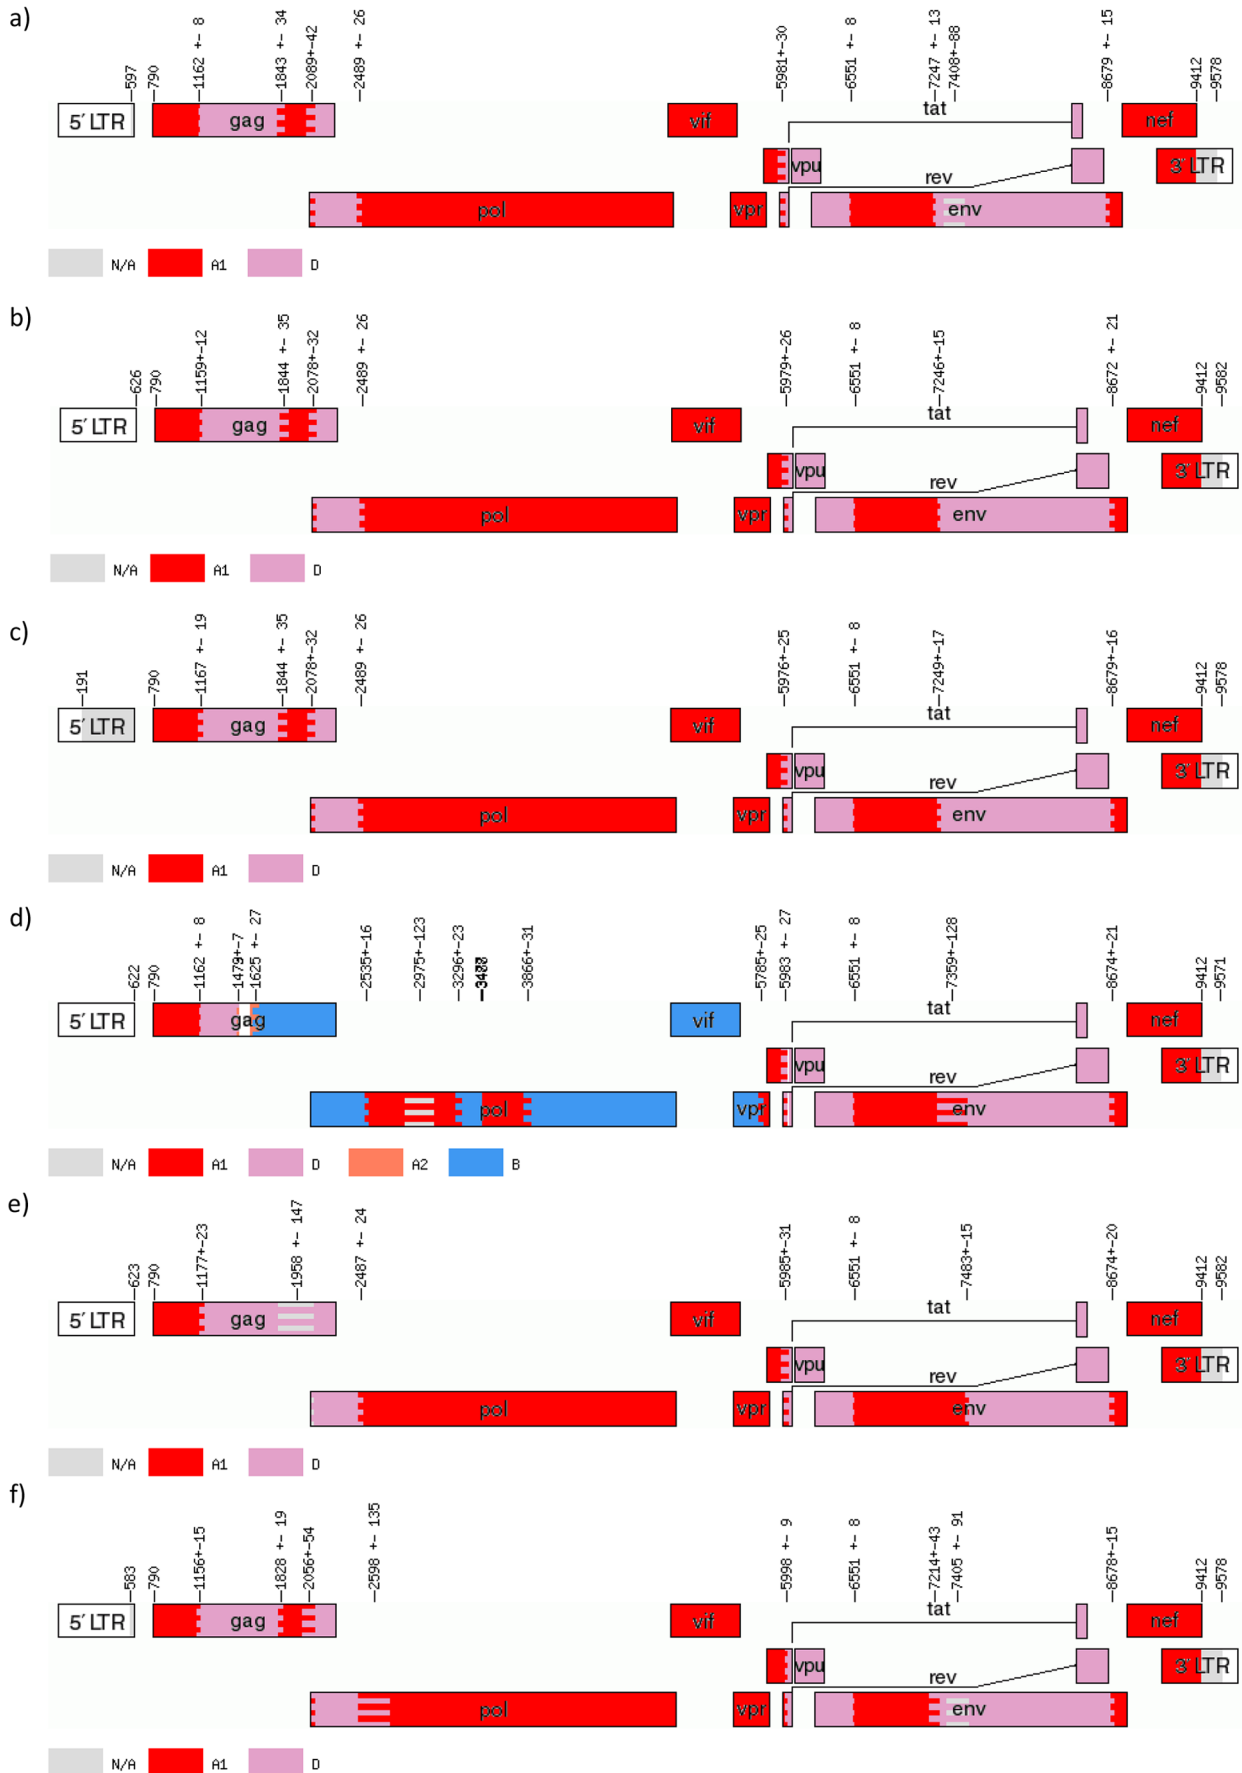 a)
597
790
1162 +- 8
1843 +- 34
2089+-42
2489 +- 26
5981+-30
6551 +- 8
7247 +- 13
7408+-88
8679 +- 15
9412
9578
5' LTR
gag
vif
tat
nef
vpu
rev
3' LTR
pol
vpr
env
N/A
A1
D
b)
626
790
1159+-12
1844 +- 35
2078+-32
2489 +- 26
5979+-26
6551 +- 8
7246+-15
8672 +- 21
9412
9582
5' LTR
gag
vif
tat
nef
vpu
rev
3' LTR
pol
vpr
env
N/A
A1
D
c)
191
790
1167 +- 19
1844 +- 35
2078+-32
2489 +- 26
5976+-25
6551 +- 8
7249+-17
8679+-16
9412
9578
5' LTR
gag
vif
tat
nef
vpu
rev
3' LTR
pol
vpr
env
N/A
A1
D
d)
622
790
1162 +- 8
1479+-7
1625 +- 27
2535+-16
2975+-123
3296+-23
3866+-31
5785+-25
5983 +- 27
6551 +- 8
7359+-128
8674+-21
9412
9571
5' LTR
gag
vif
tat
nef
vpu
rev
3' LTR
pol
vpr
env
N/A
A1
D
A2
B
e)
623
790
1177+-23
1958 +- 147
2487 +- 24
5985+-31
6551 +- 8
7483+-15
8674+-20
9412
9582
5' LTR
gag
vif
tat
nef
vpu
rev
3' LTR
pol
vpr
env
N/A
A1
D
f)
583
790
1156+-15
1828 +- 19
2056+-54
2598 +- 135
5998 +- 9
6551 +- 8
7214+-43
7405 +- 91
8678+-15
9412
9578
5' LTR
gag
vif
tat
nef
vpu
rev
3' LTR
pol
vpr
env
N/A
A1
D